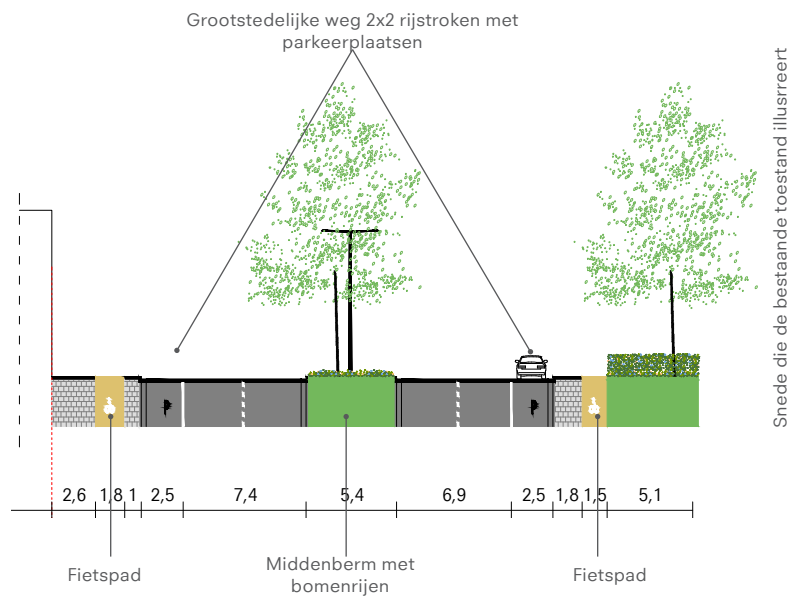 Grootstedelijke weg 2x2 rijstroken met
parkeerplaatsen
Snede die de bestaande toestand illusrreert
2,6 1,8 1 2,5 7,4 5,4 6,9 2,5 1,8 1,5 5,1
Fietspad
Middenberm met
bomenrijen
Fietspad